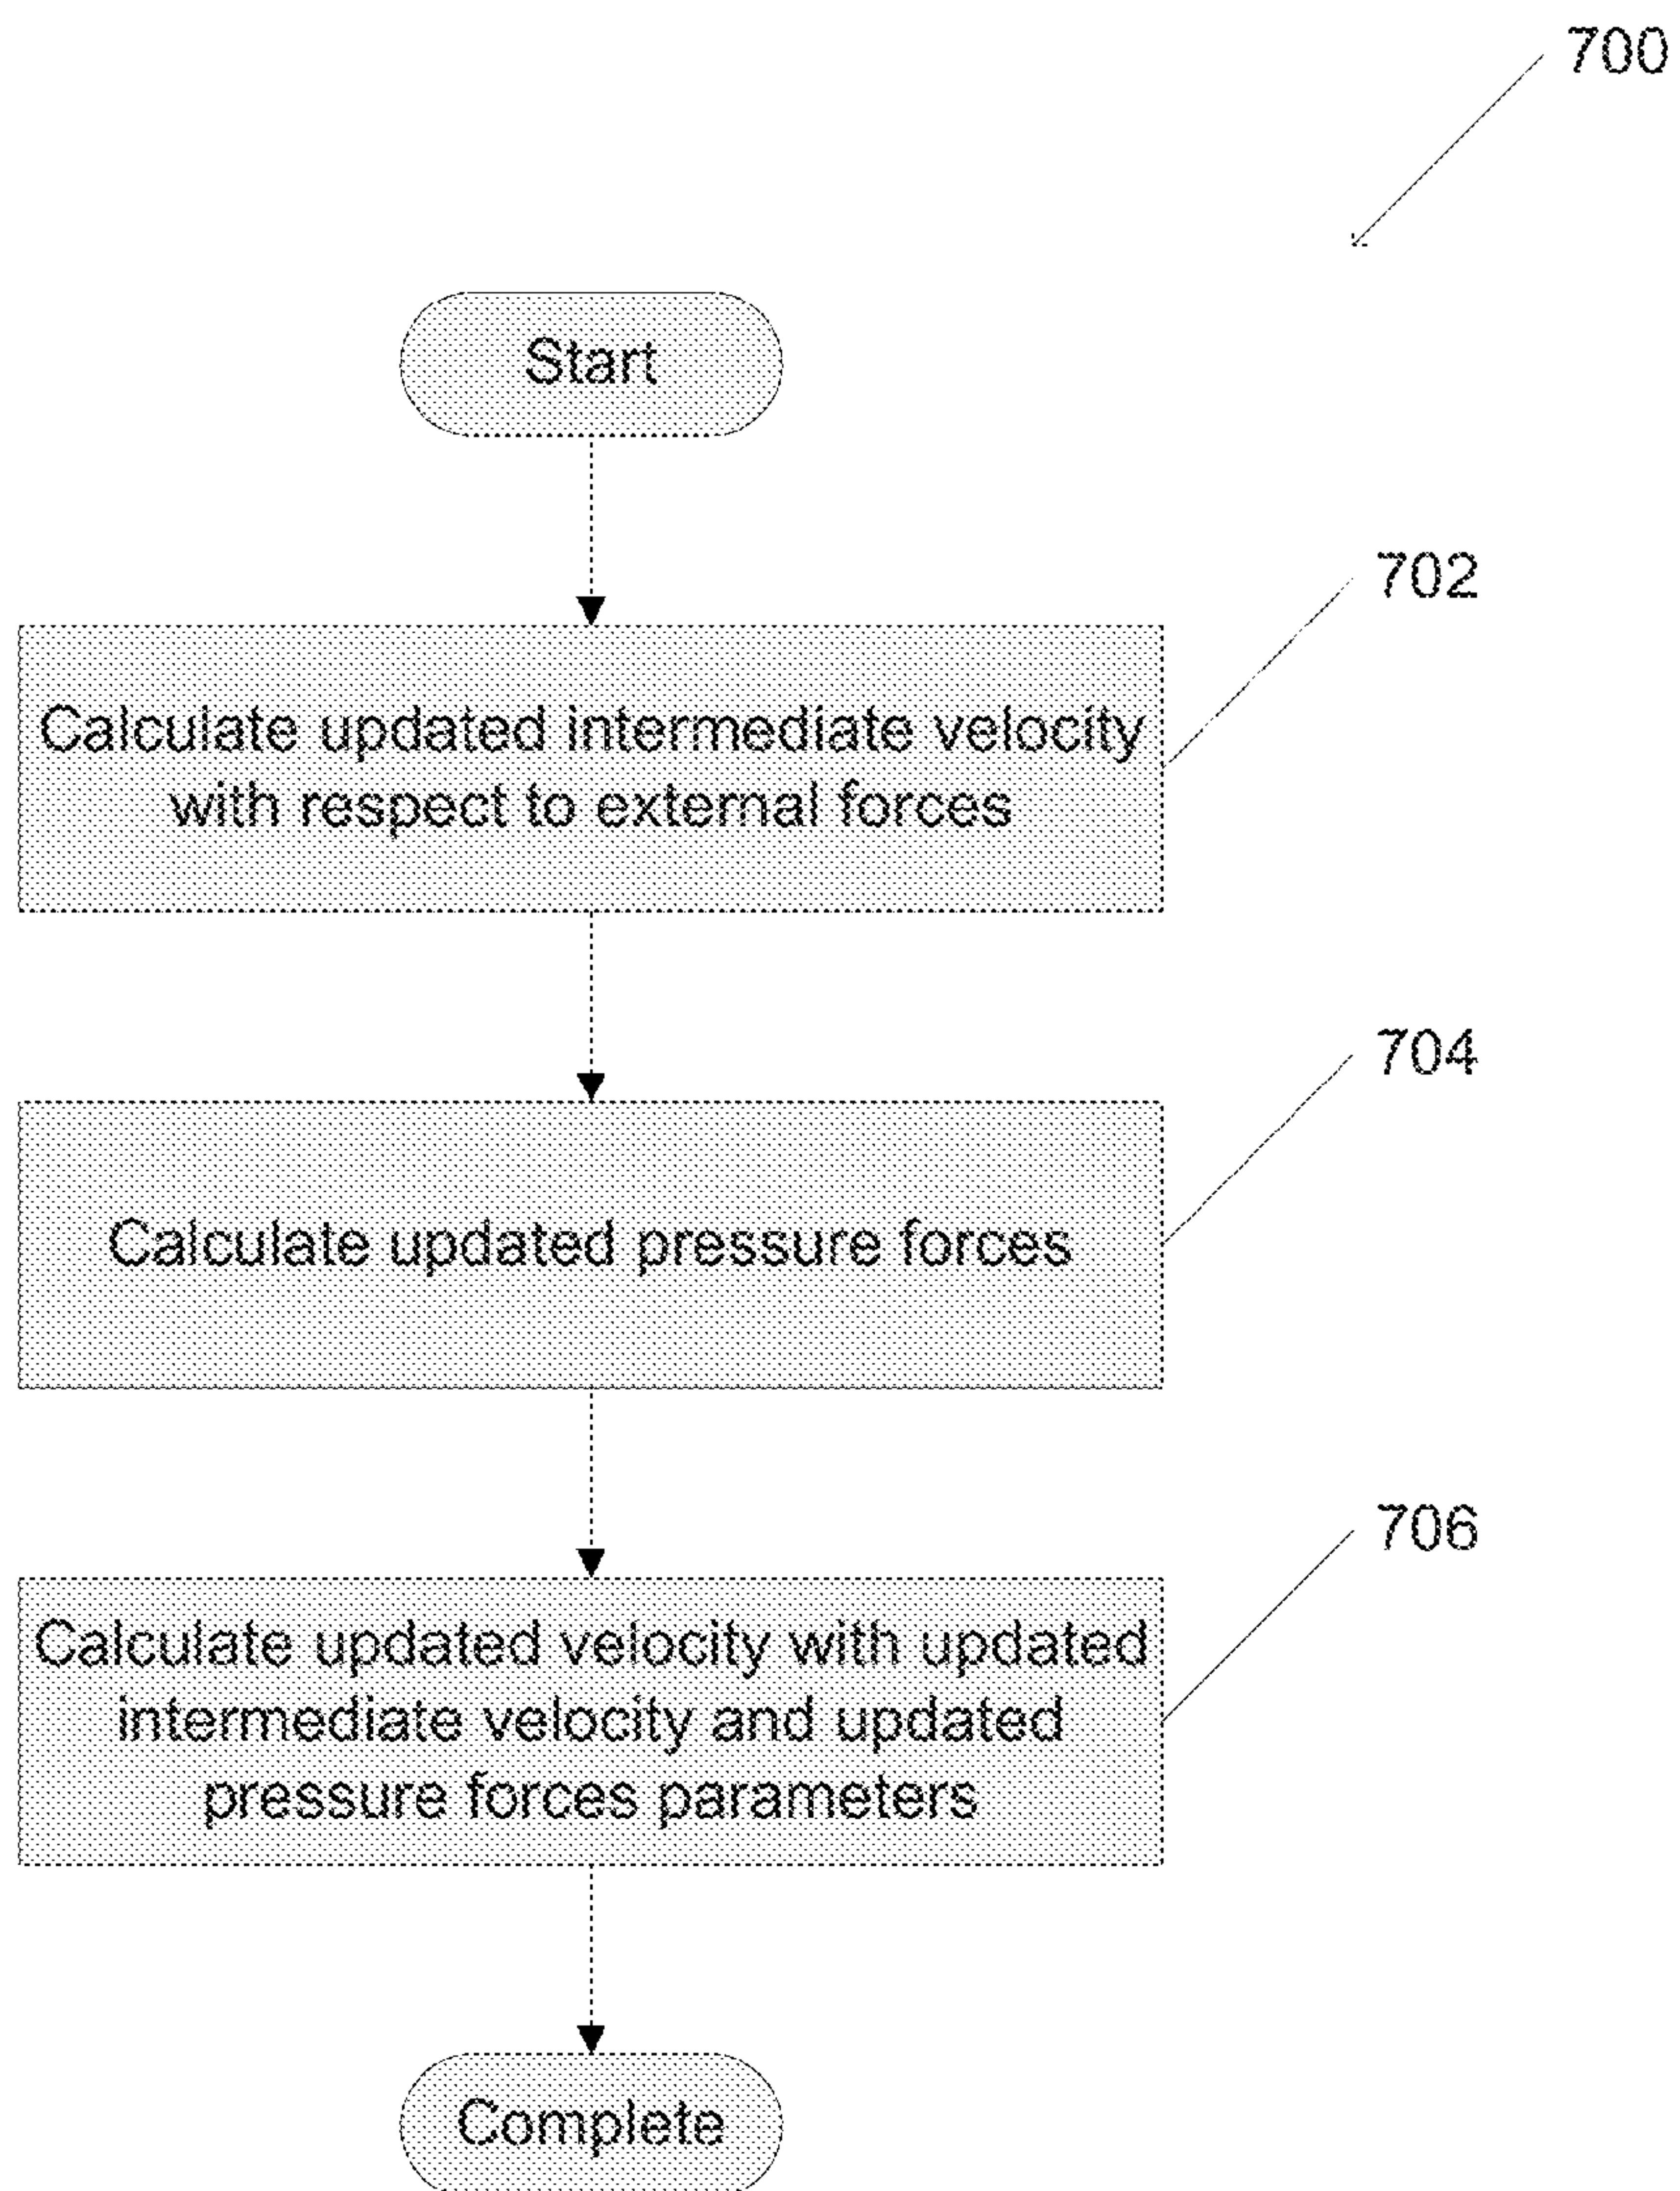 700
Start
702
Calculate updated intermediate velocity
with respect to external forces
704
Calculate updated pressure forces
706
Calculate updated velocity with updated
intermediate velocity and updated
pressure forces parameters
Complete